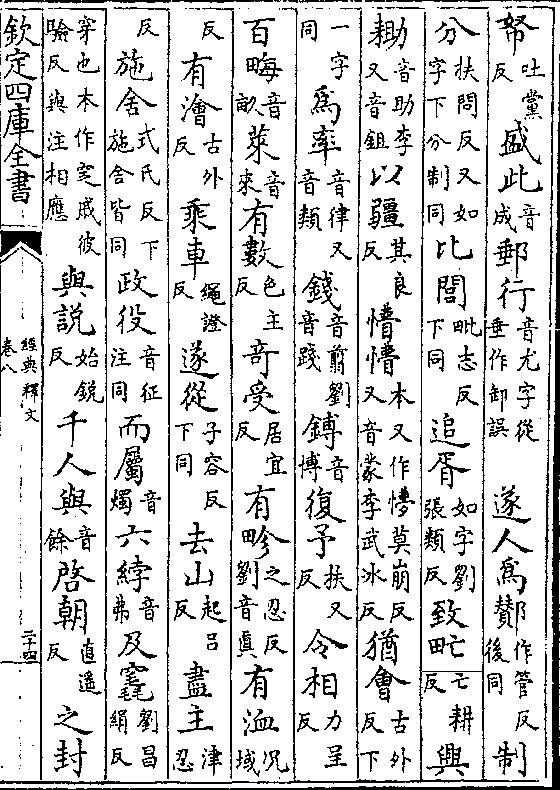 帑吐黨反盛此音成郵行音尤字從垂作卸誤遂人爲酇作管反後同制
分扶問反又如字下分制同比閭毗志反下同追胥如字劉張類反致甿亡耕反興
耡音助李又音鉏以疆其良反懵懵本又作懜莫崩反又音蒙李武冰反猶會古外反下
一字同爲率音律又音類錢音翦劉音踐鎛音博復予扶又反令相力呈反
百晦音畝萊音來有數色主反奇受居宜反有畛之忍反劉音眞有洫況域
反有澮古外反乘車繩證反遂從子容反下同去山起呂反盡主津忍
反施舍式氏反下施舍皆同政役音征注同而屬音燭六綍音弗及竁劉昌絹反
穿也本作窆戚彼驗反與注相應與說始銳反千人與音餘啓朝直遥反之封
欽定四庫全書
經典釋文
卷八
二十四